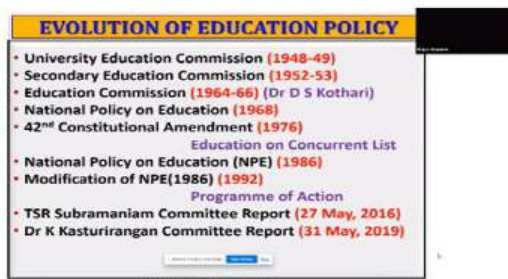 EVOLUTION OF EDUCATION POLICY
• University Education Commission (1948-49)
• Secondary Education Commission (1952-53)
• Education Commission (1964-66) (Dr D S Kothari)
• National Policy on Education (1968)
• 42nd Constitutional Amendment (1976)
Education on Concurrent List
• National Policy on Education (NPE) (1986)
• Modification of NPE(1986) (1992)
Programme of Action
• TSR Subramaniam Committee Report (27 May, 2016)
• Dr K Kasturirangan Committee Report (31 May, 2019)